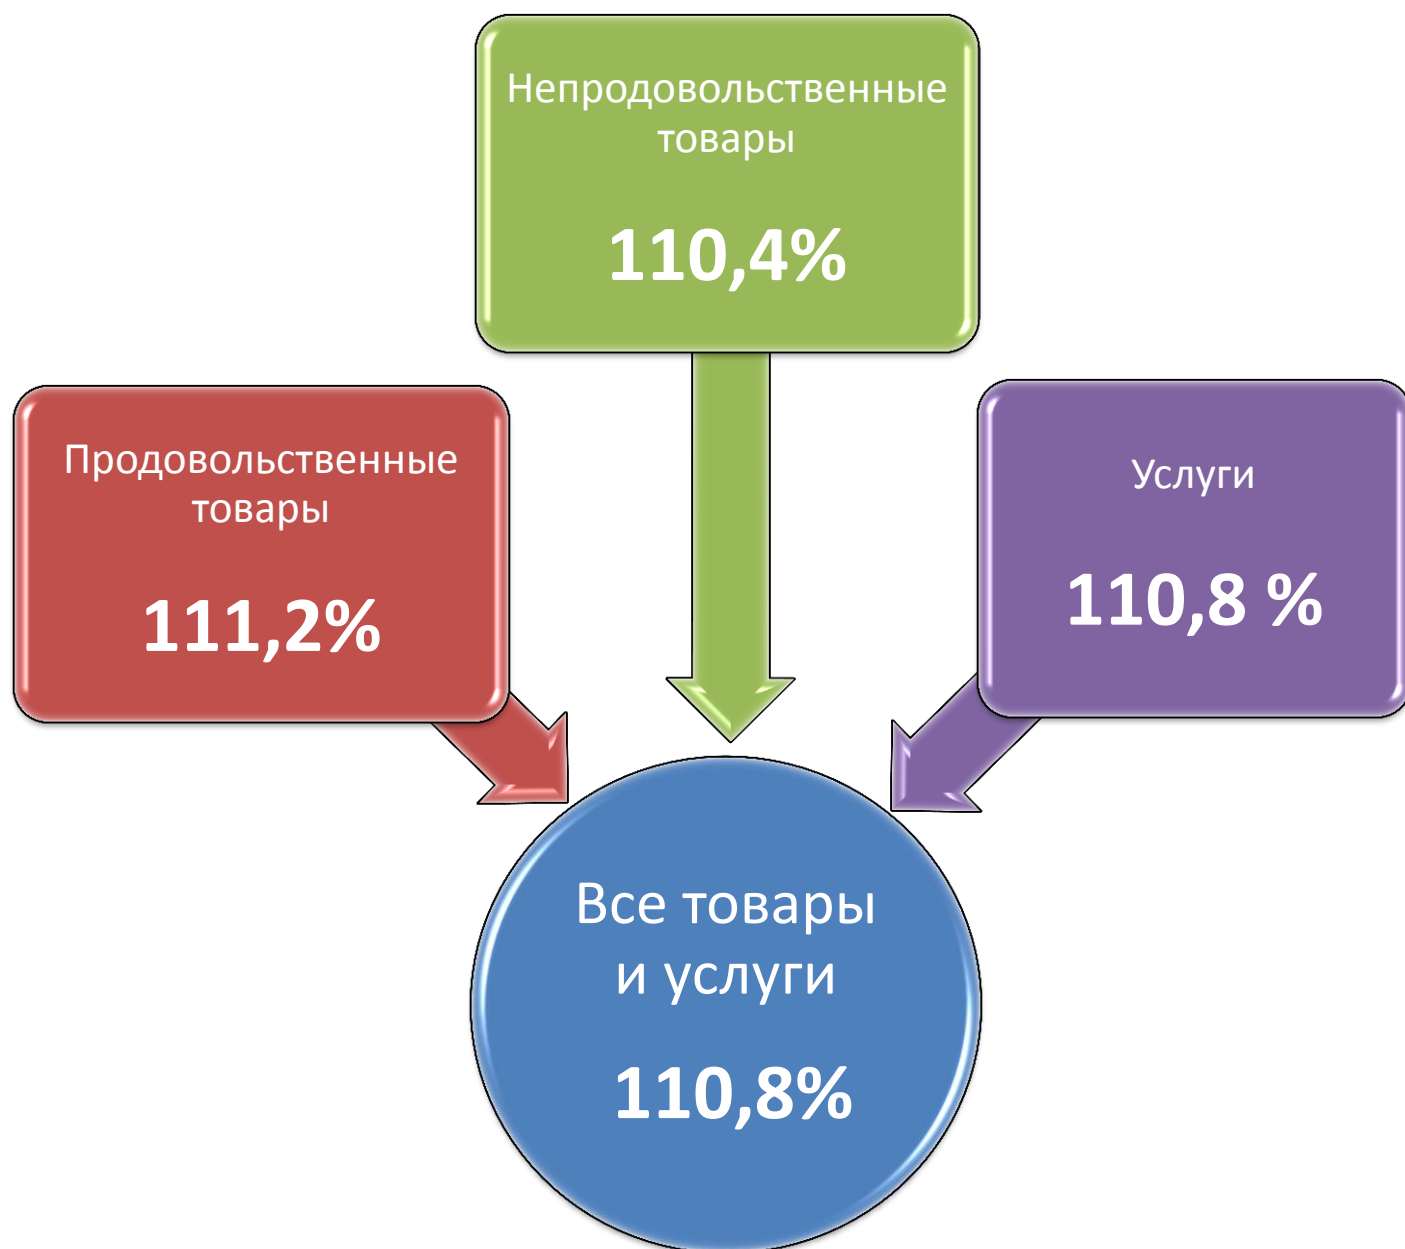 Непродовольственные
товары
110,4%
Продовольственные
товары
111,2%
Услуги
110,8 %
Все товары
и услуги
110,8%